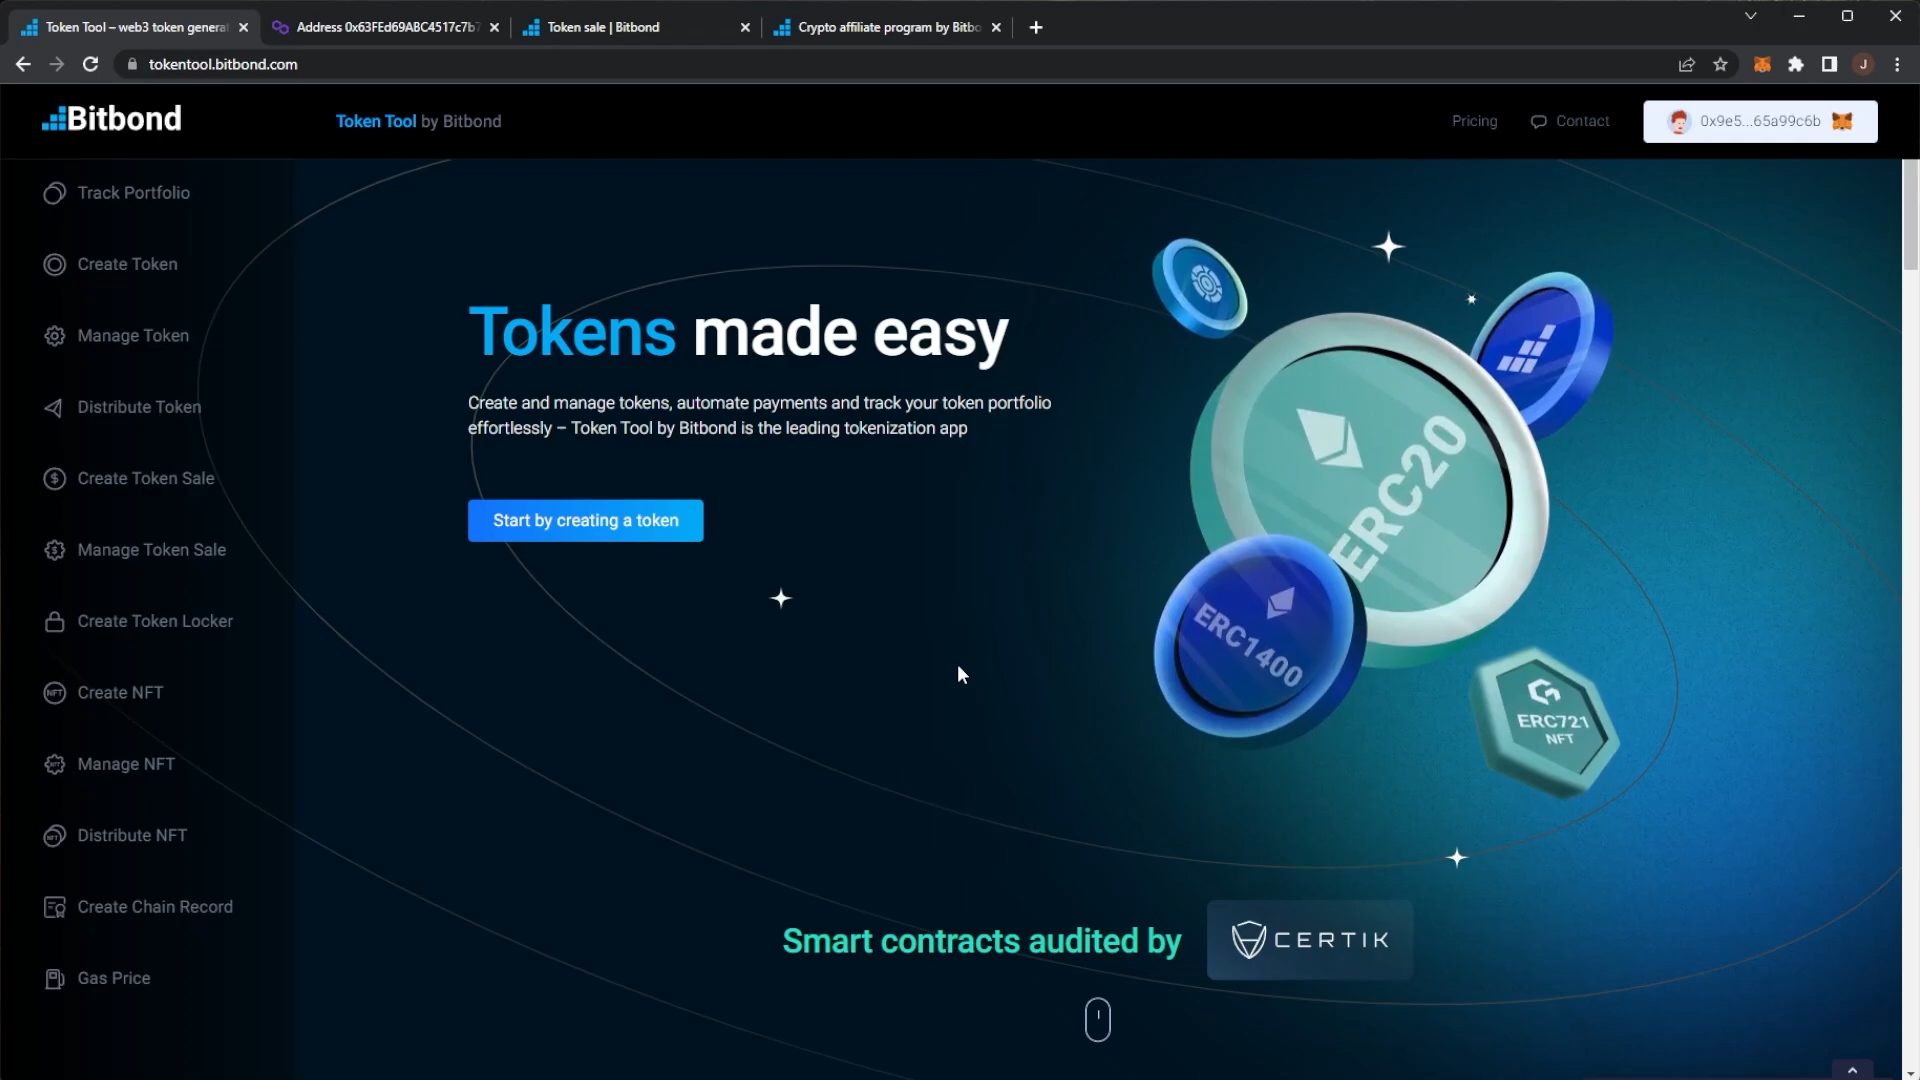 Token Tool – web3 token generat
Address 0x63FEd69ABC4517c7b7
Token sale | Bitbond
Crypto affiliate program by Bitbo
tokentool.bitbond.com
J
Bitbond
Token Tool by Bitbond
Pricing
Contact
0x9e5...65a99c6b
Track Portfolio
Create Token
Manage Token
Distribute Token
Create Token Sale
Manage Token Sale
Create Token Locker
NFT Create NFT
Manage NFT
Distribute NFT
Create Chain Record
Gas Price
Tokens made easy
Create and manage tokens, automate payments and track your token portfolio
effortlessly – Token Tool by Bitbond is the leading tokenization app
Start by creating a token
ERC20
ERC1400
ERC721
NFT
Smart contracts audited by
CERTIK